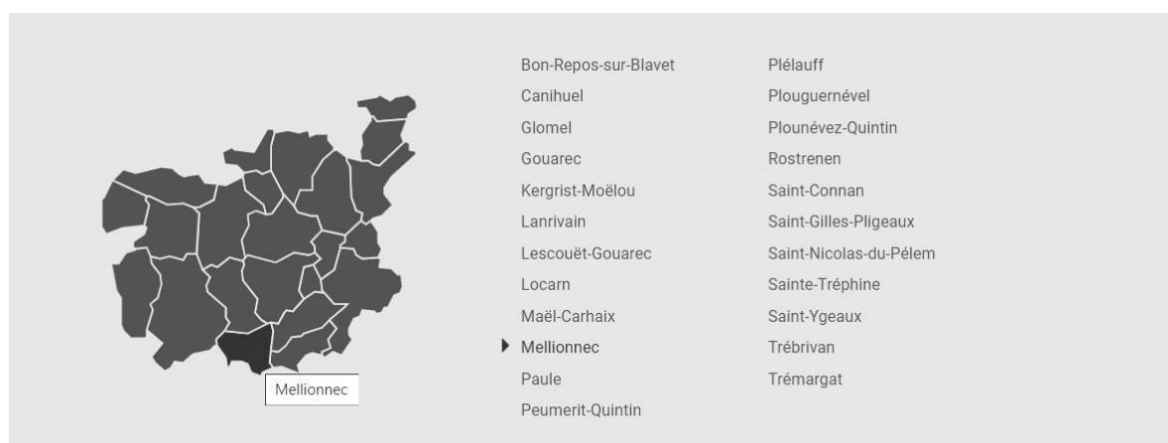 Bon-Repos-sur-Blavet
Canihuel
Glomel
Gouarec
Kergrist-Moëlou
Lanrivain
Lescouët-Gouarec
Locarn
Maël-Carhaix
Mellionnec
Paule
Peumerit-Quintin
Plélauff
Plouguernével
Plounévez-Quintin
Rostrenen
Saint-Connan
Saint-Gilles-Pligeaux
Saint-Nicolas-du-Pélem
Sainte-Tréphine
Saint-Ygeaux
Trébrivan
Trémargat
Mellionnec